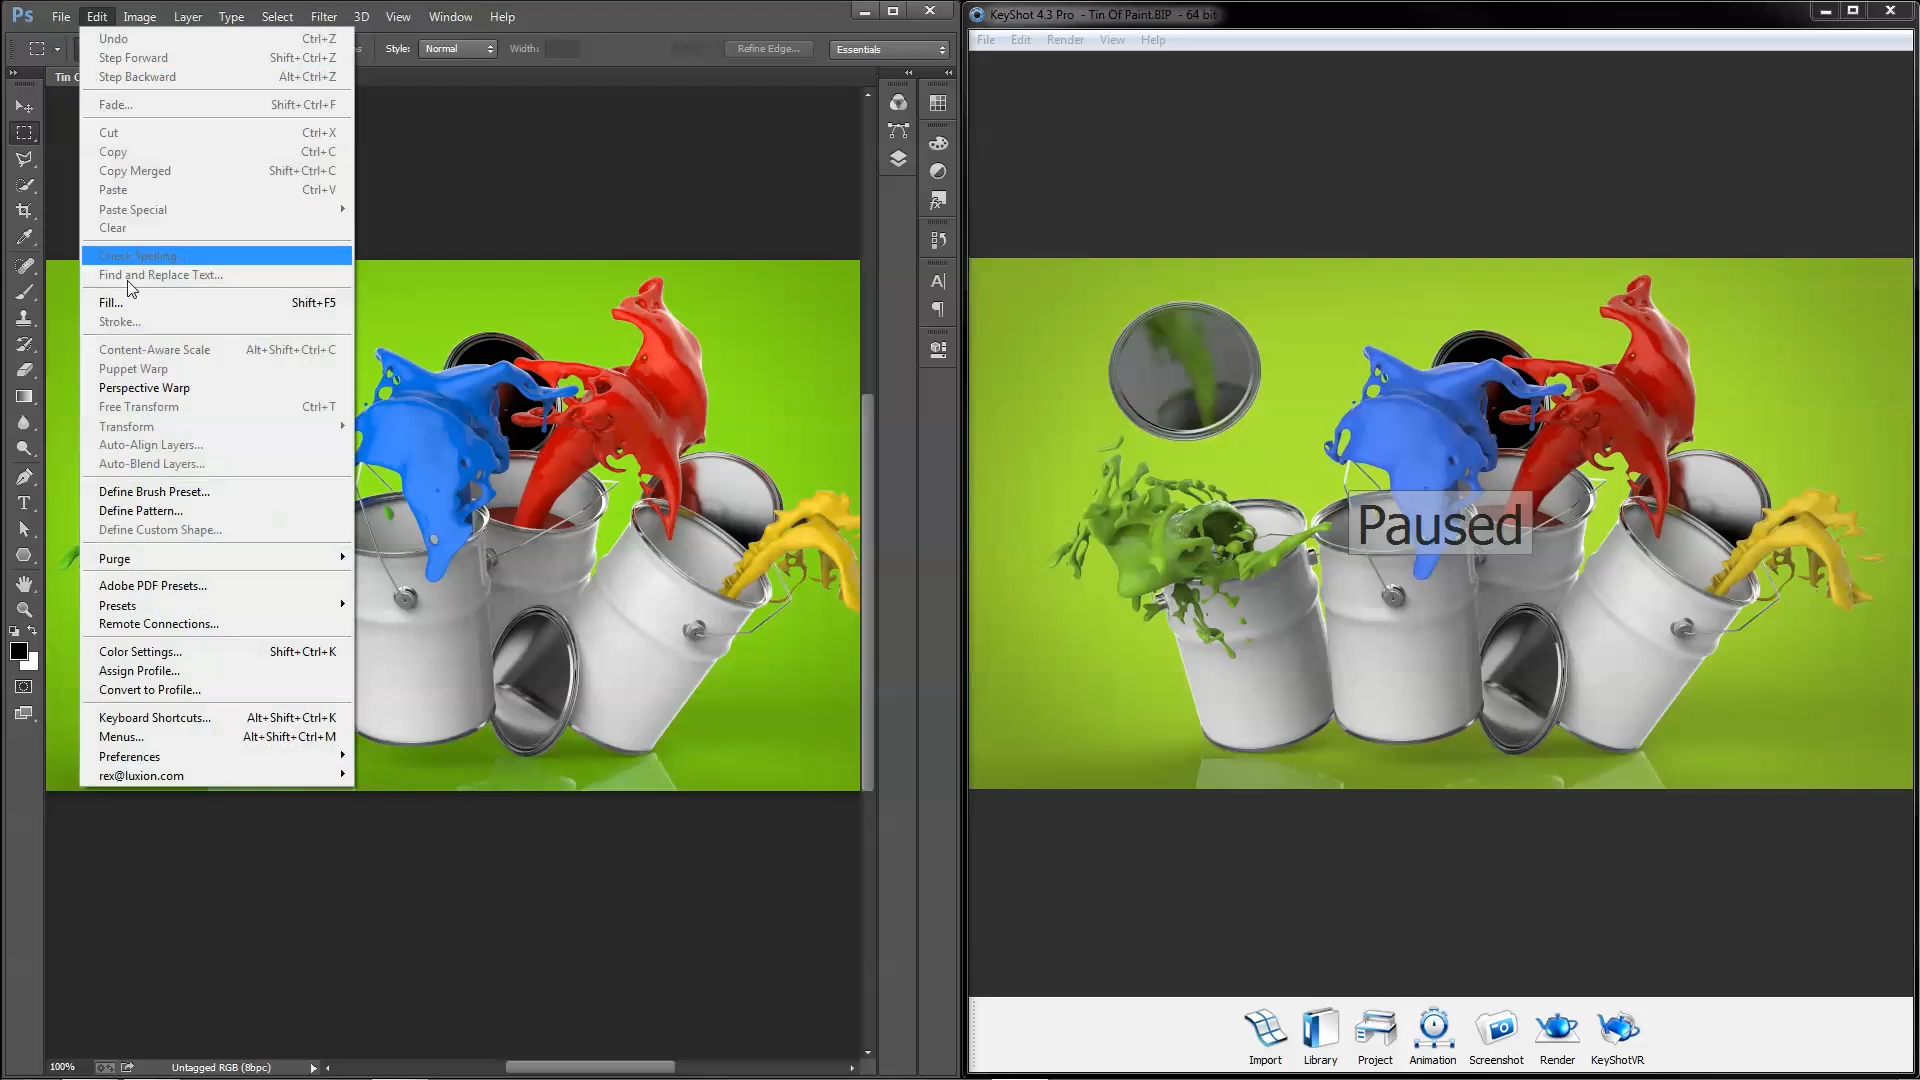 Ps File Edit Image Layer Type Select Filter 3D View Window Help
Style: Normal Width: Refine Edge... Essentials
Tin O
Undo Ctrl+Z
Step Forward Shift+Ctrl+Z
Step Backward Alt+Ctrl+Z
Fade... Shift+Ctrl+F
Cut Ctrl+X
Copy Ctrl+C
Copy Merged Shift+Ctrl+C
Paste Ctrl+V
Paste Special
Clear
Check Spelling...
Find and Replace Text...
Fill... Shift+F5
Stroke...
Content-Aware Scale Alt+Shift+Ctrl+C
Puppet Warp
Perspective Warp
Free Transform Ctrl+T
Transform
Auto-Align Layers...
Auto-Blend Layers...
Define Brush Preset...
Define Pattern...
Define Custom Shape...
Purge
Adobe PDF Presets...
Presets
Remote Connections...
Color Settings... Shift+Ctrl+K
Assign Profile...
Convert to Profile...
Keyboard Shortcuts... Alt+Shift+Ctrl+K
Menus... Alt+Shift+Ctrl+M
Preferences
rex@luxion.com
100% Untagged RGB (8bpc)
KeyShot 4.3 Pro - Tin Of Paint.BIP - 64 bit
File Edit Render View Help
Paused
Import Library Project Animation Screenshot Render KeyShotVR